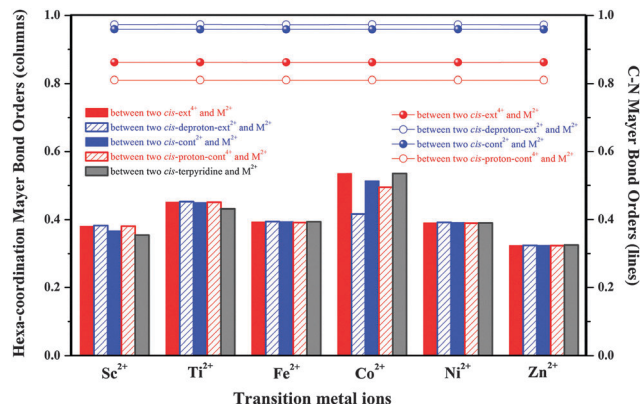 Hexa-coordination Mayer Bond Orders (columns)
1.0
0.8
0.6
0.4
0.2
0.0
between two cis-ext⁴⁺ and M²⁺
between two cis-deproton-ext²⁺ and M²⁺
between two cis-cont²⁺ and M²⁺
between two cis-proton-cont⁴⁺ and M²⁺
between two cis-terpyridine and M²⁺
between two cis-ext⁴⁺ and M²⁺
between two cis-deproton-ext²⁺ and M²⁺
between two cis-cont²⁺ and M²⁺
between two cis-proton-cont⁴⁺ and M²⁺
1.0
0.8
0.6
0.4
0.2
0.0
C-N Mayer Bond Orders (lines)
Sc²⁺ Ti²⁺ Fe²⁺ Co²⁺ Ni²⁺ Zn²⁺
Transition metal ions